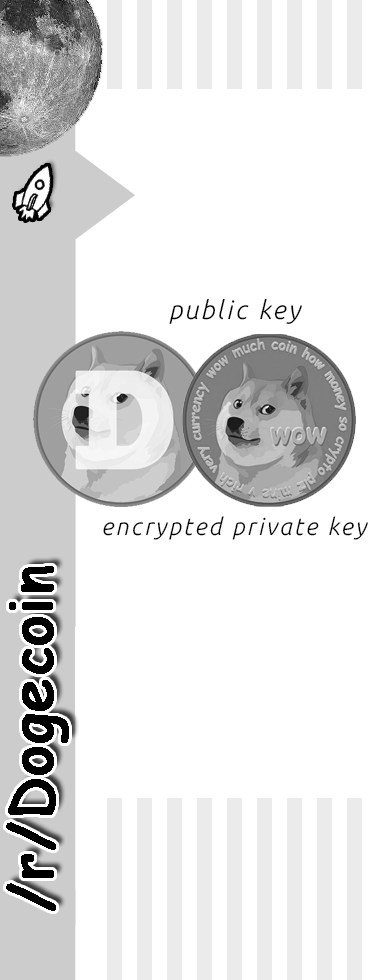 public key
D
very currency wow much coin how money so crypto plz mine v rich
wow
encrypted private key
/r/Dogecoin